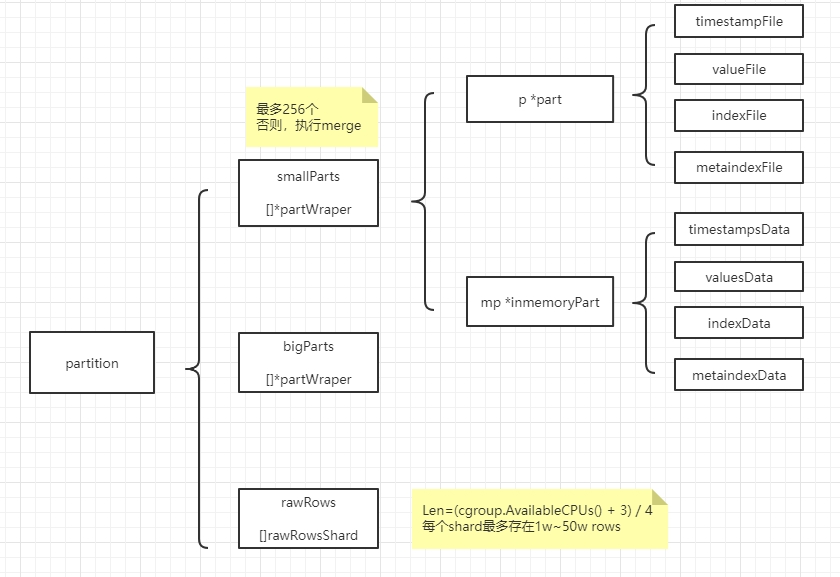 partition
最多256个
否则，执行merge
smallParts
[]*partWraper
bigParts
[]*partWraper
rawRows
[]rawRowsShard
Len=(cgroup.AvailableCPUs() + 3) / 4
每个shard最多存在1w~50w rows
p *part
mp *inmemoryPart
timestampFile
valueFile
indexFile
metaindexFile
timestampsData
valuesData
indexData
metaindexData